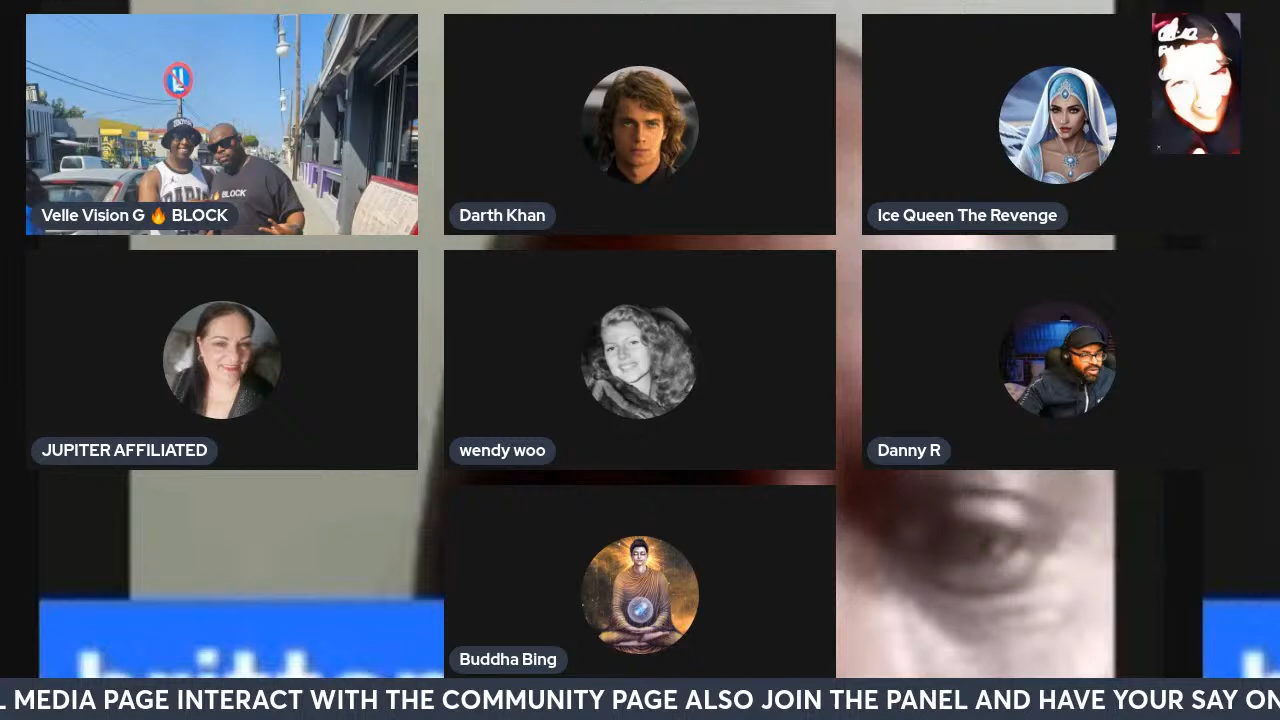 Velle Vision G 🔥 BLOCK
Darth Khan
Ice Queen The Revenge
JUPITER AFFILIATED
wendy woo
Danny R
Buddha Bing
L MEDIA PAGE INTERACT WITH THE COMMUNITY PAGE ALSO JOIN THE PANEL AND HAVE YOUR SAY ON